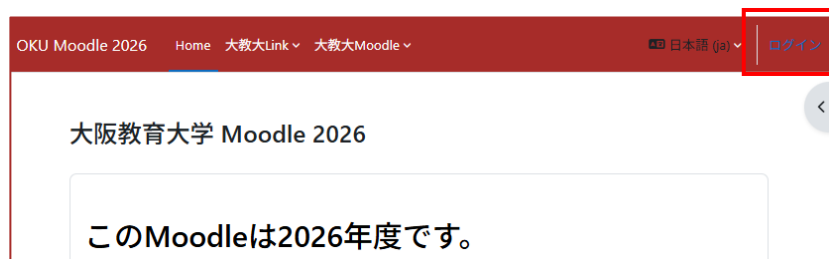 OKU Moodle 2026 Home 大教大Link 大教大Moodle 日本語 (ja) ログイン
大阪教育大学 Moodle 2026
このMoodleは2026年度です。